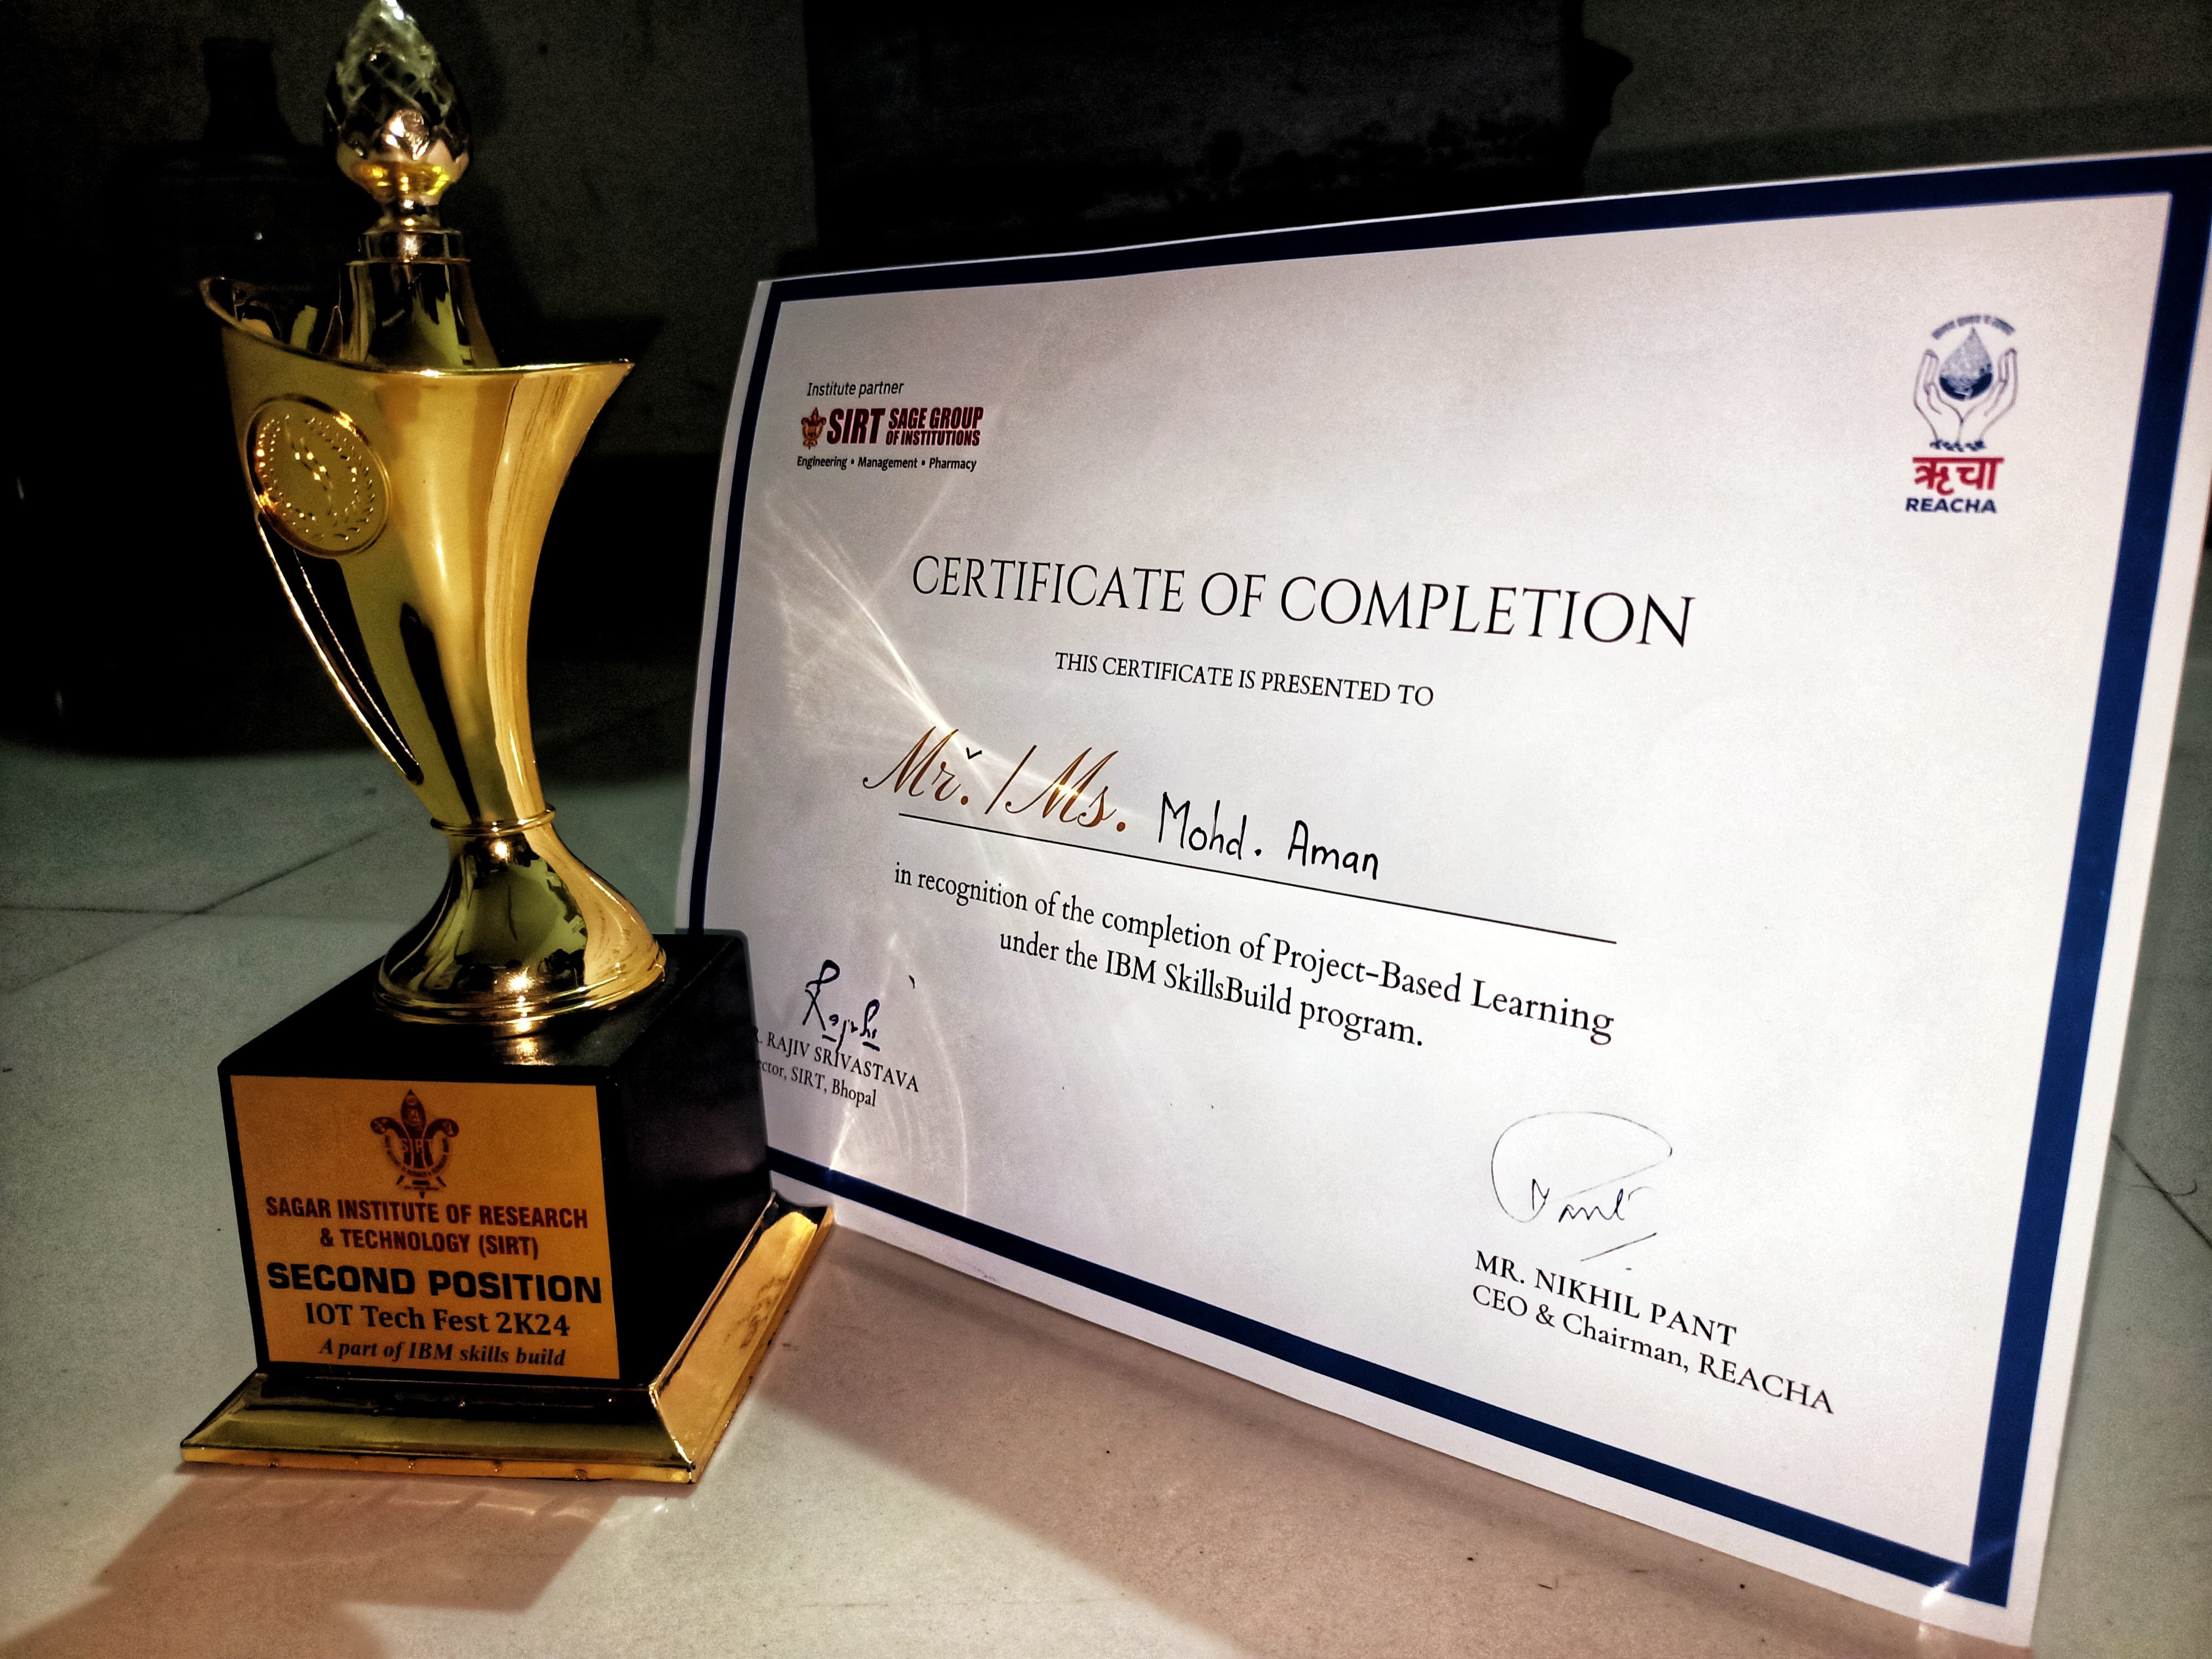 SIRT
SAGAR INSTITUTE OF RESEARCH
& TECHNOLOGY (SIRT)
SECOND POSITION
IOT Tech Fest 2K24
A part of IBM skills build
Institute partner
SIRT SAGE GROUP
OF INSTITUTIONS
Engineering • Management • Pharmacy
ऋचा
REACHA
CERTIFICATE OF COMPLETION
THIS CERTIFICATE IS PRESENTED TO
Mr. / Ms. Mohd. Aman
in recognition of the completion of Project-Based Learning
under the IBM SkillsBuild program.
RAJIV SRIVASTAVA
ector, SIRT, Bhopal
Pant
MR. NIKHIL PANT
CEO & Chairman, REACHA